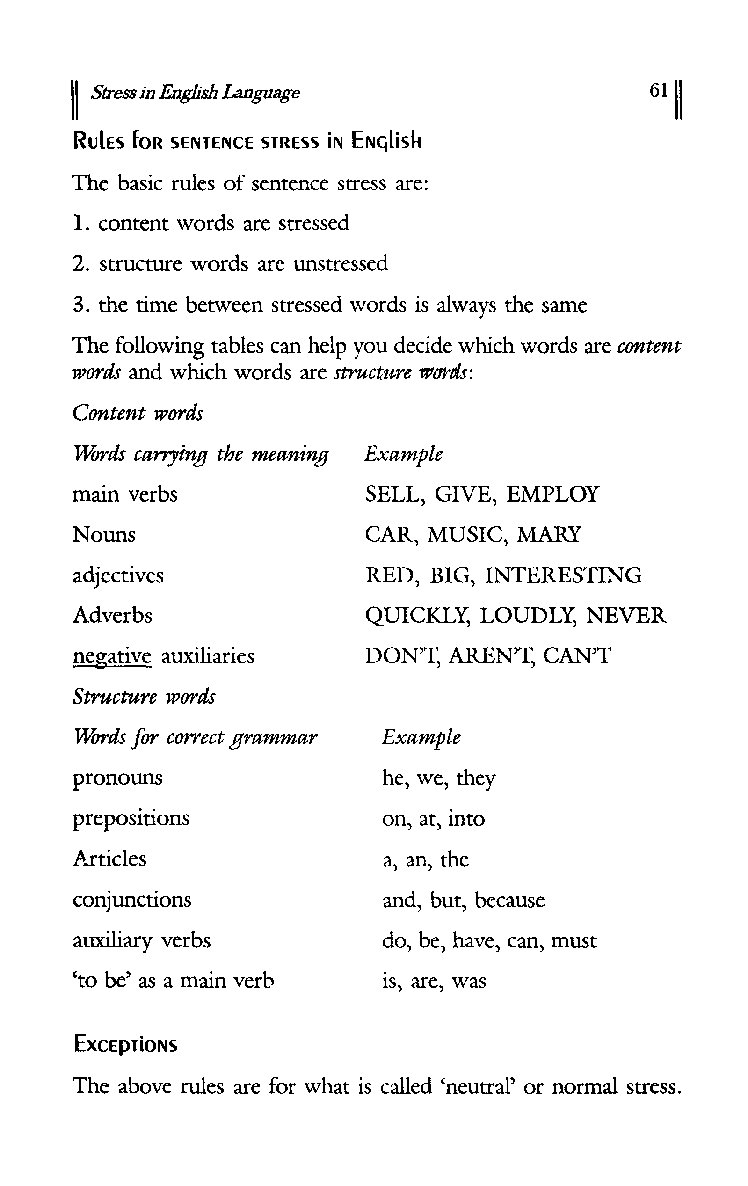 Stress in English Language 61
Rules for sentence stress in English
The basic rules of sentence stress are:
1. content words are stressed
2. structure words are unstressed
3. the time between stressed words is always the same
The following tables can help you decide which words are content
words and which words are structure words:
Content words
Words carrying the meaning Example
main verbs SELL, GIVE, EMPLOY
Nouns CAR, MUSIC, MARY
adjectives RED, BIG, INTERESTING
Adverbs QUICKLY, LOUDLY, NEVER
negative auxiliaries DON'T, AREN'T, CAN'T
Structure words
Words for correct grammar Example
pronouns he, we, they
prepositions on, at, into
Articles a, an, the
conjunctions and, but, because
auxiliary verbs do, be, have, can, must
‘to be’ as a main verb is, are, was
Exceptions
The above rules are for what is called ‘neutral’ or normal stress.